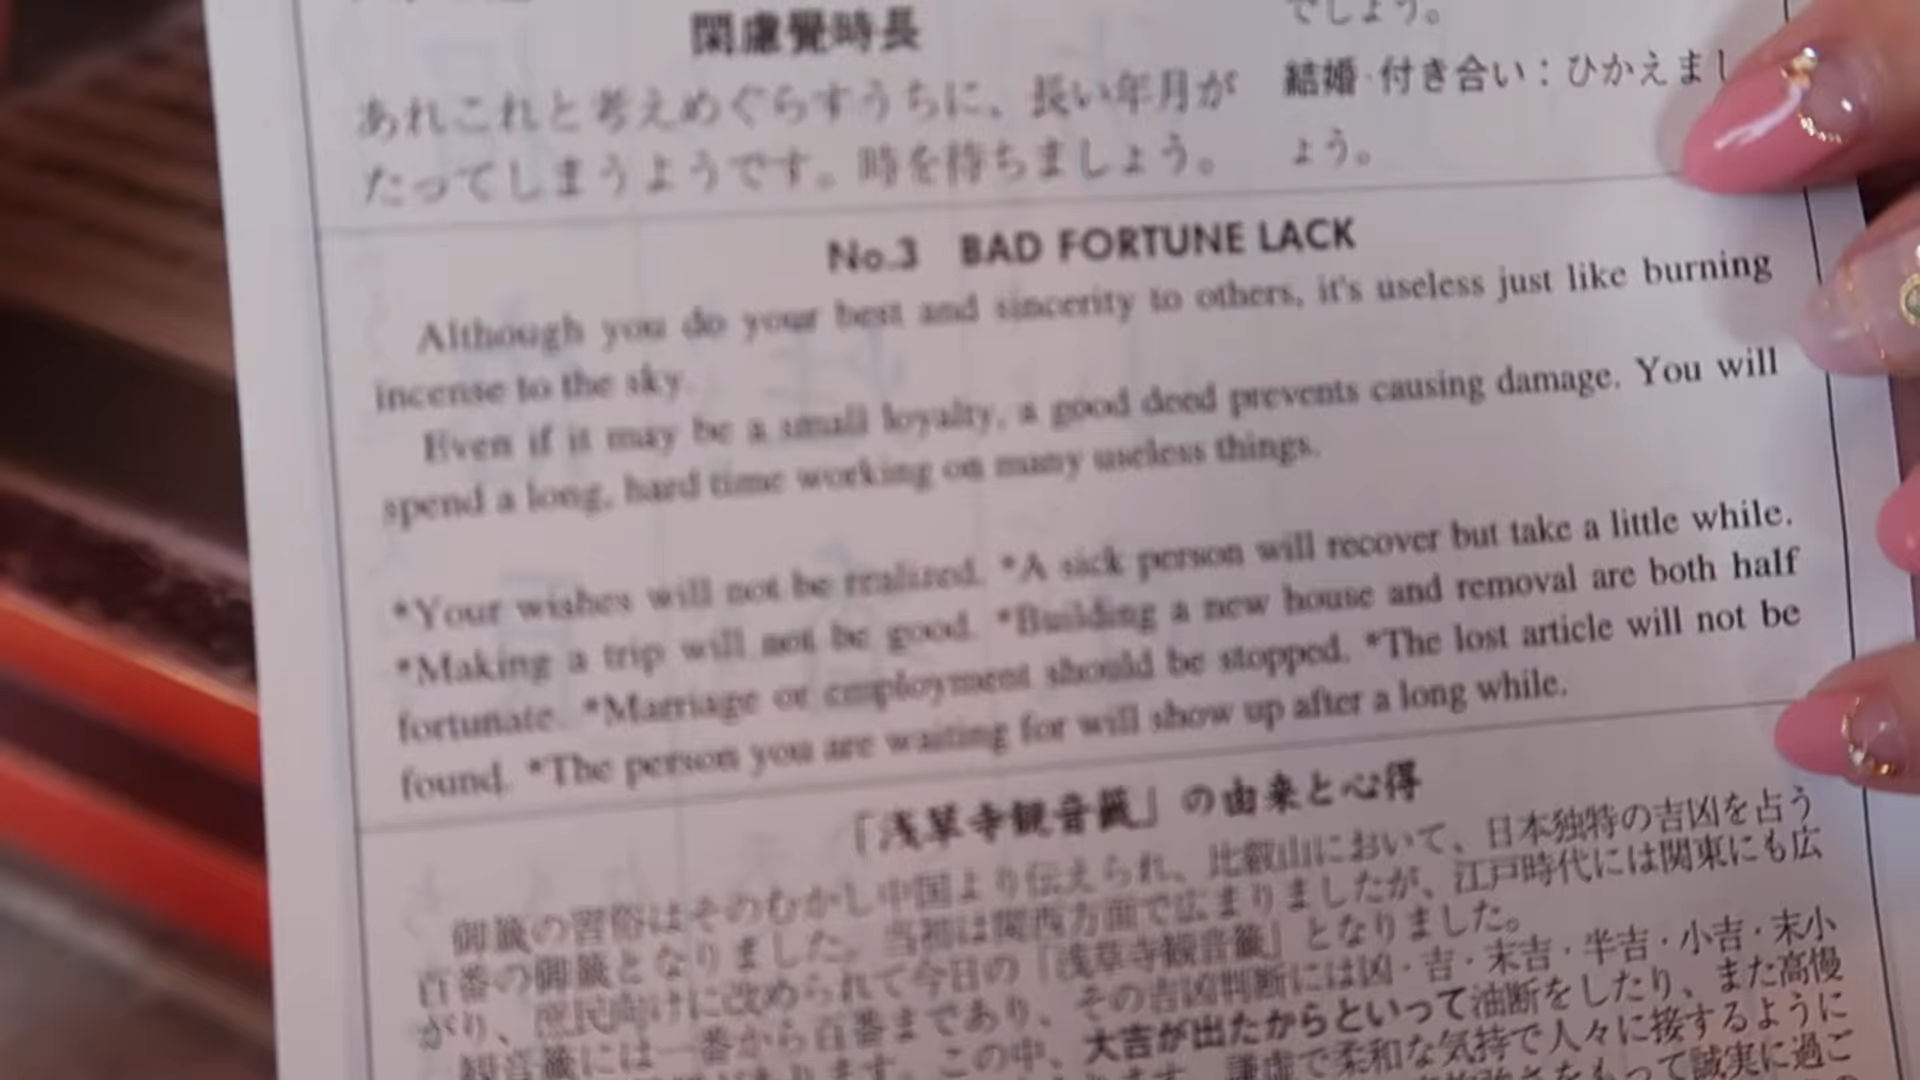 閑慮覺時長
あれこれと考えめぐらすうちに、長い年月が
たってしまうようです。時を待ちましょう。
でしょう。
結婚・付き合い：ひかえまし
ょう。
No.3 BAD FORTUNE LACK
Although you do your best and sincerity to others, it's useless just like burning
incense to the sky.
Even if it may be a small loyalty, a good deed prevents causing damage. You will
spend a long, hard time working on many useless things.
*Your wishes will not be realized. *A sick person will recover but take a little while.
*Making a trip will not be good. *Building a new house and removal are both half
fortunate. *Marriage or employment should be stopped. *The lost article will not be
found. *The person you are waiting for will show up after a long while.
「浅草寺観音籤」の由来と心得
御籤の習俗はそのむかし中国より伝えられ、比叡山において、日本独特の吉凶を占う
百番の御籤となりました。当初は関西方面で広まりましたが、江戸時代には関東にも広
がり、庶民向けに改められて今日の「浅草寺観音籤」となりました。
観音籤には一番から百番まであり、その吉凶判断には凶・吉・末吉・半吉・小吉・末小
この中、大吉が出たからといって油断をしたり、また高慢
謙虚で柔和な気持で人々に接するように
をもって誠実に過ご